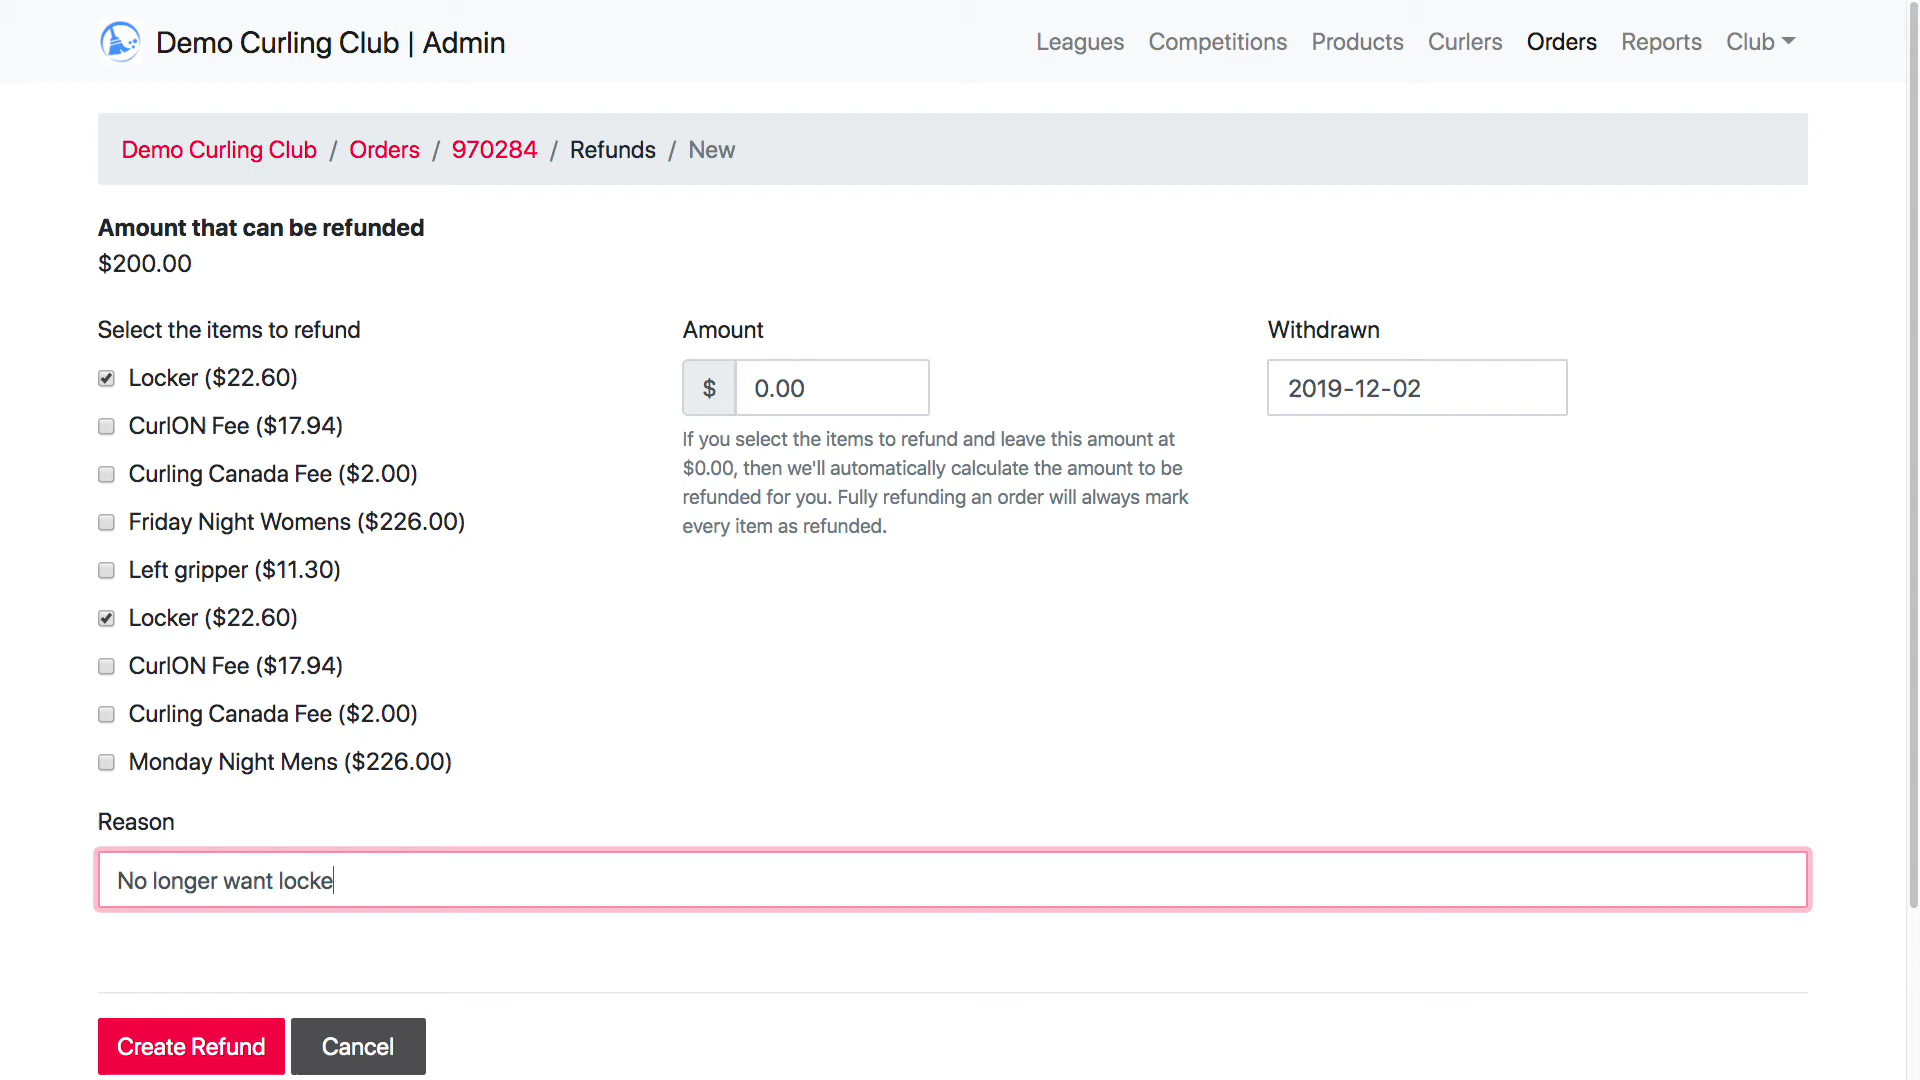 Demo Curling Club | Admin
Leagues Competitions Products Curlers Orders Reports Club
Demo Curling Club / Orders / 970284 / Refunds / New
Amount that can be refunded
$200.00
Select the items to refund
Locker ($22.60)
CurlON Fee ($17.94)
Curling Canada Fee ($2.00)
Friday Night Womens ($226.00)
Left gripper ($11.30)
Locker ($22.60)
CurlON Fee ($17.94)
Curling Canada Fee ($2.00)
Monday Night Mens ($226.00)
Amount
$ 0.00
If you select the items to refund and leave this amount at
$0.00, then we'll automatically calculate the amount to be
refunded for you. Fully refunding an order will always mark
every item as refunded.
Withdrawn
2019-12-02
Reason
No longer want locke
Create Refund Cancel